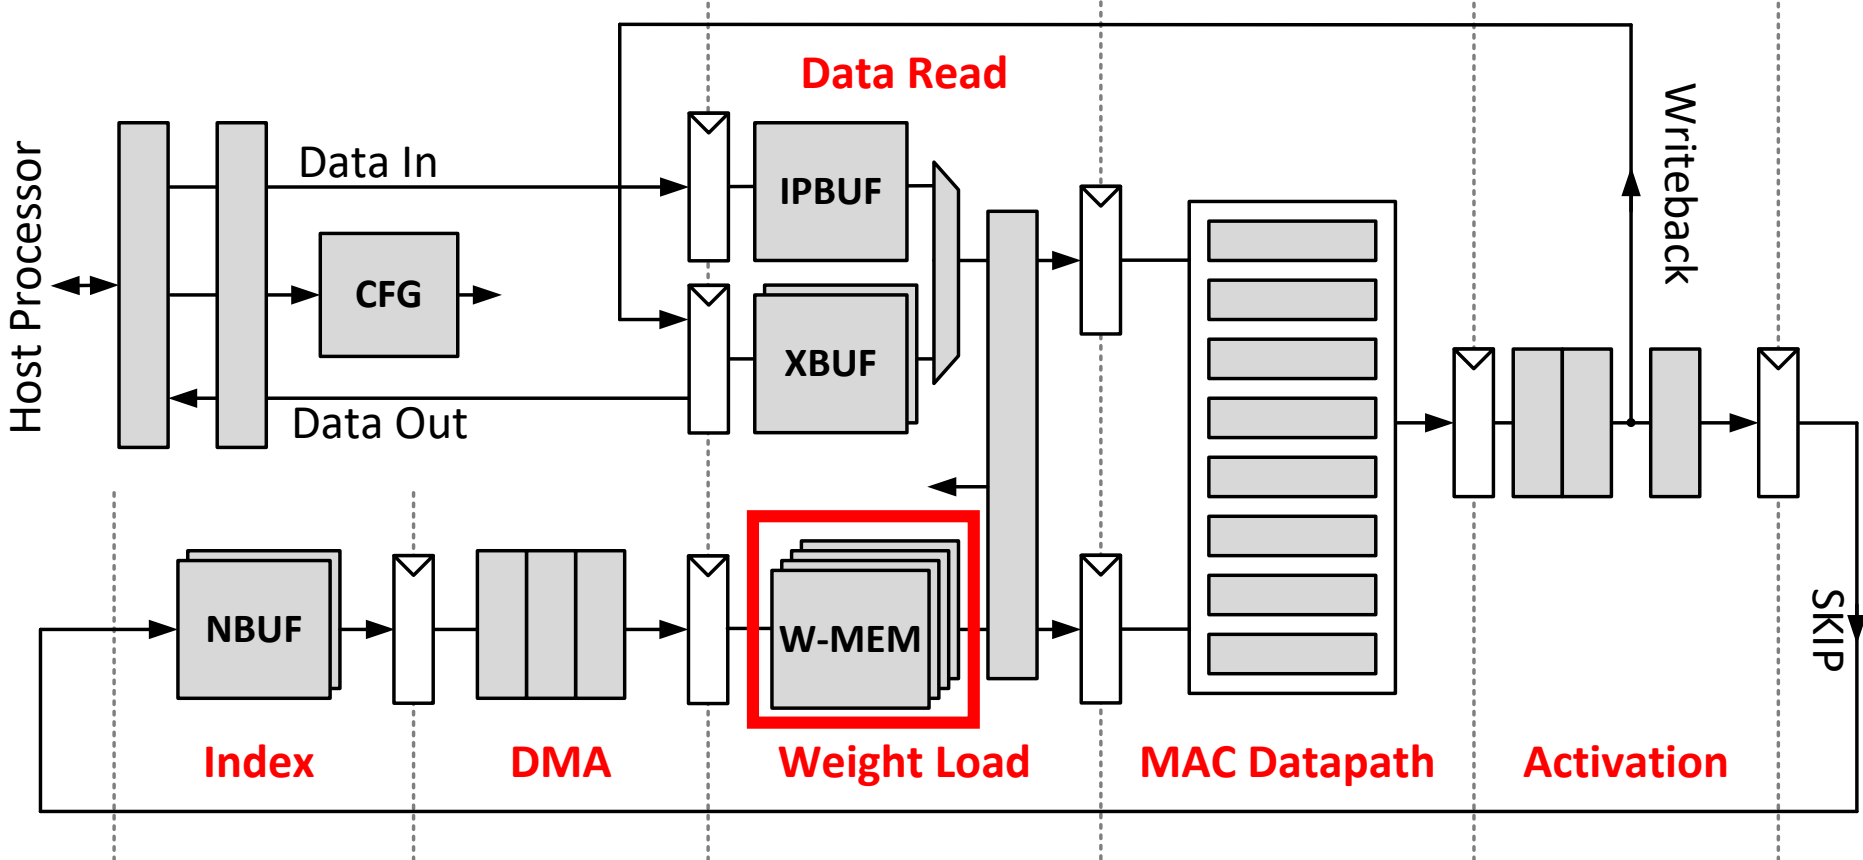 Data Read
Writeback
Host Processor
Data In
IPBUF
CFG
XBUF
Data Out
NBUF
W-MEM
SKIP
Index
DMA
Weight Load
MAC Datapath
Activation